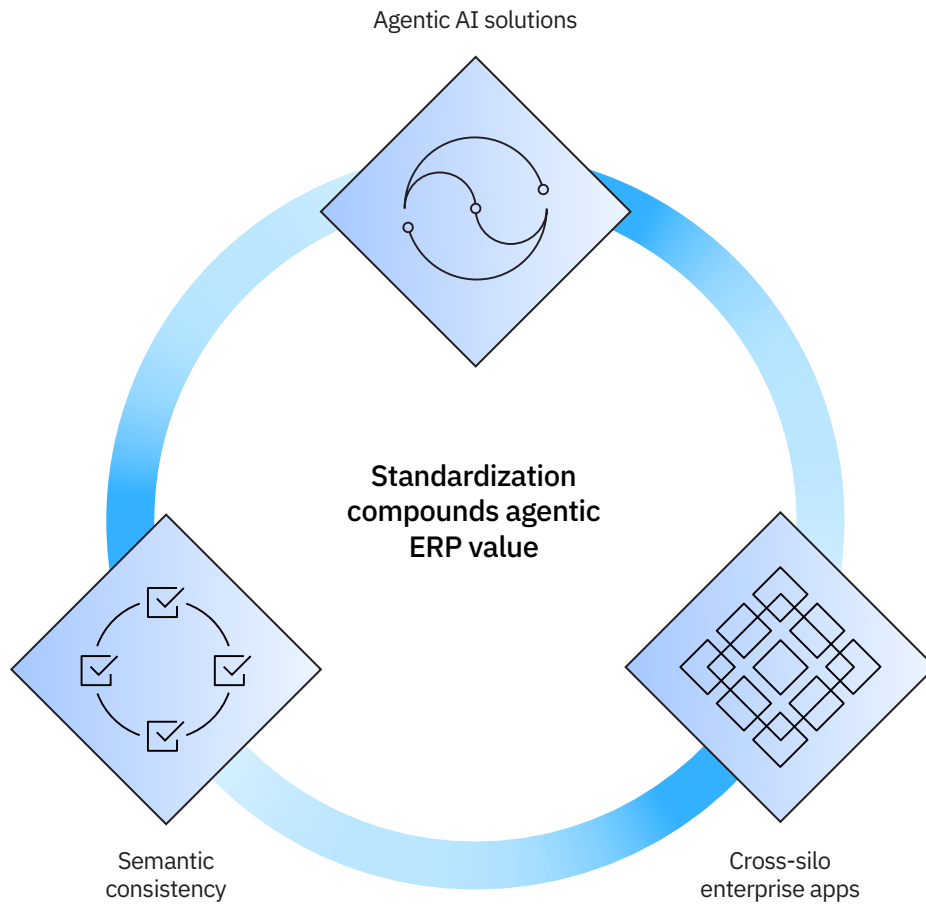 Agentic AI solutions
Standardization
compounds agentic
ERP value
Semantic
consistency
Cross-silo
enterprise apps